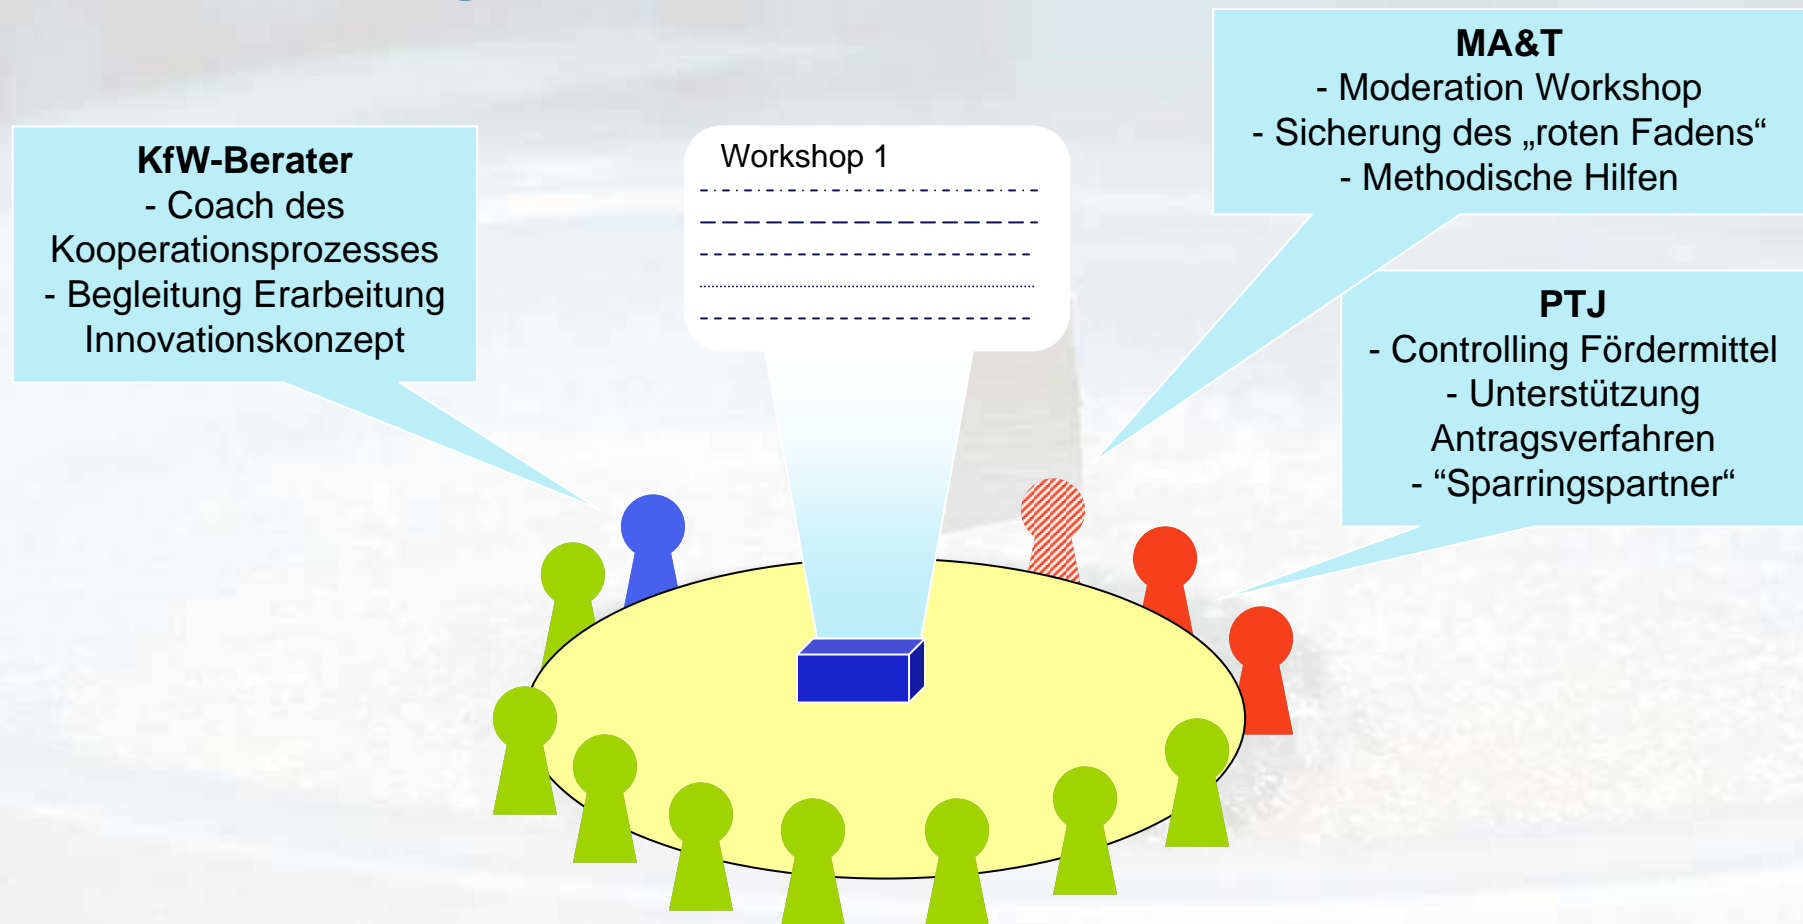 KfW-Berater
- Coach des
Kooperationsprozesses
- Begleitung Erarbeitung
Innovationskonzept
Workshop 1
MA&T
- Moderation Workshop
- Sicherung des „roten Fadens“
- Methodische Hilfen
PTJ
- Controlling Fördermittel
- Unterstützung
Antragsverfahren
- “Sparringspartner“